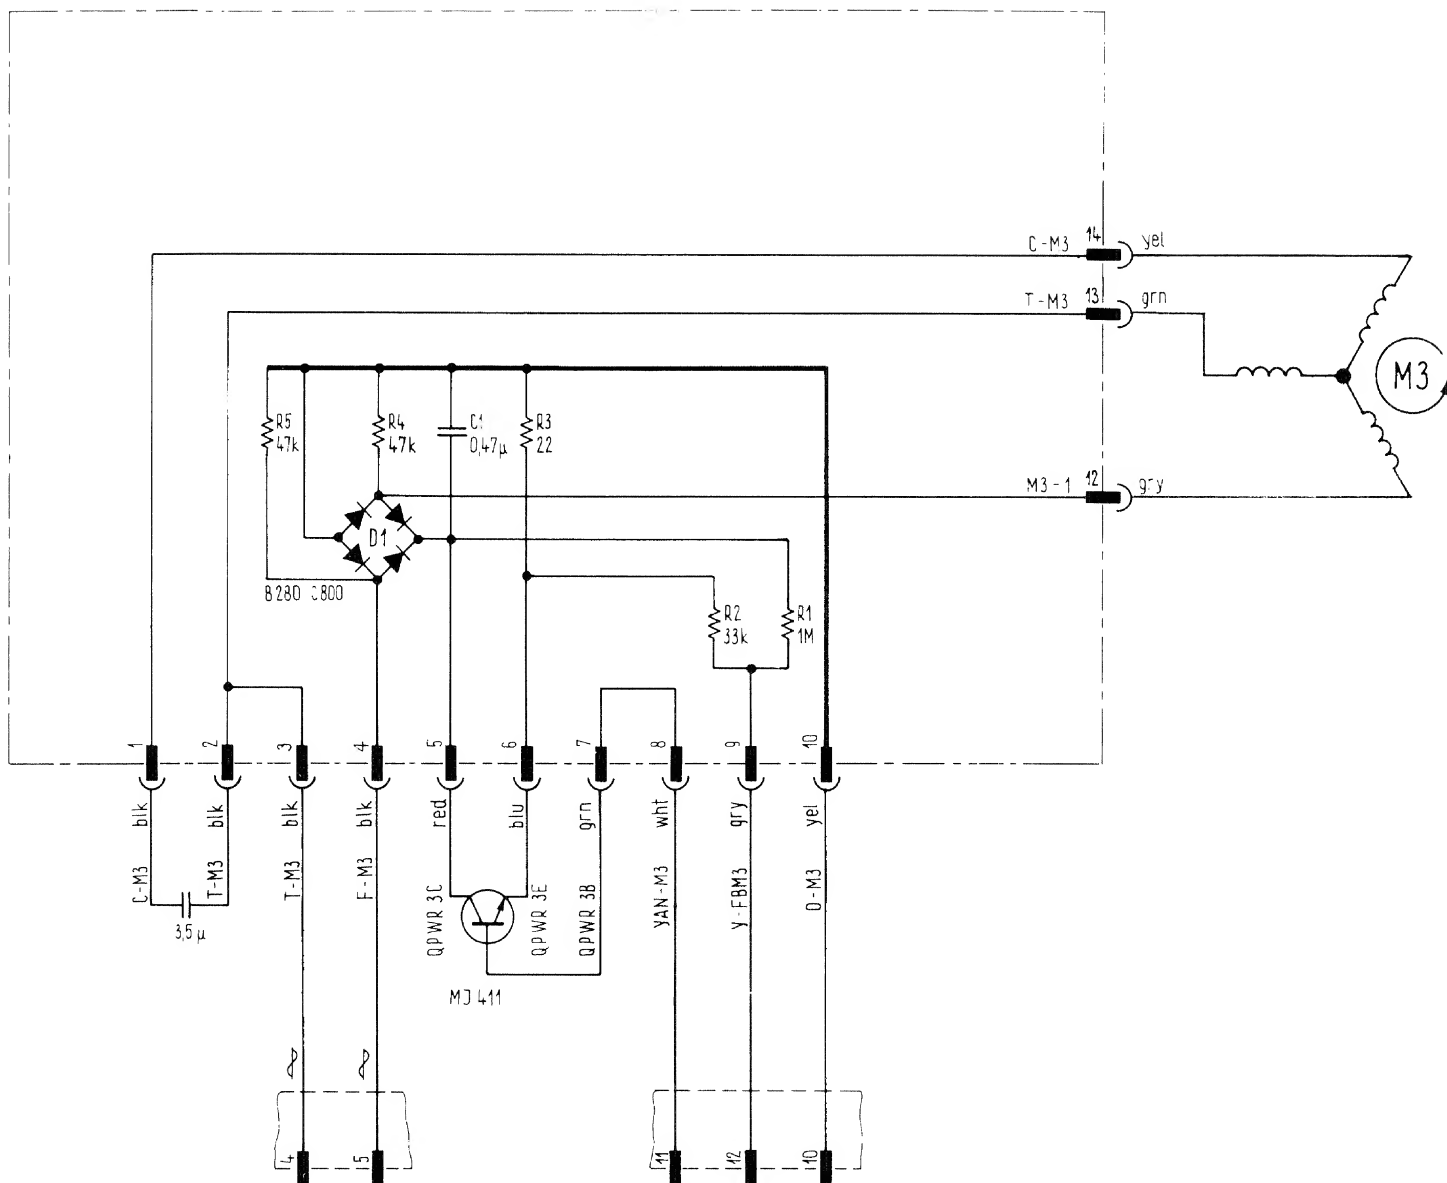 C-M3 14 yel
T-M3 13 grn
M3
R5
47k
R4
47k
C1
0,47µ
R3
22
M3-1 12 gry
D1
B280 C800
R2
33k
R1
1M
1 2 3 4 5 6 7 8 9 10
blk blk blk blk red blu grn wht gry yel
C-M3 T-M3 T-M3 F-M3 QPWR 3C QPWR 3E QPWR 3B YAN-M3 Y-FBM3 0-M3
3,5µ
MJ 411
4 5 11 12 10